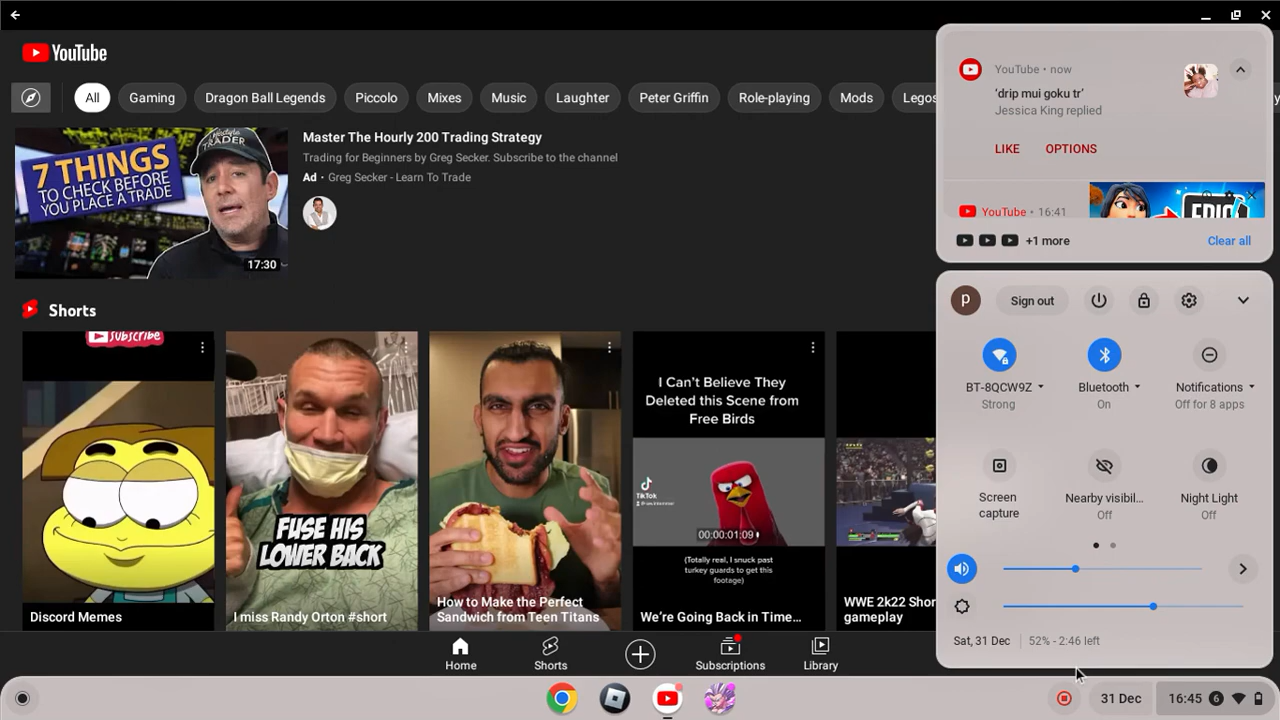 YouTube
All
Gaming
Dragon Ball Legends
Piccolo
Mixes
Music
Laughter
Peter Griffin
Role-playing
Mods
Legos
7 THINGS
TO CHECK BEFORE
YOU PLACE A TRADE
LIFESTYLE
TRADER
17:30
Master The Hourly 200 Trading Strategy
Trading for Beginners by Greg Secker. Subscribe to the channel
Ad • Greg Secker - Learn To Trade
Shorts
SUBSCRIBE
Discord Memes
FUSE HIS
LOWER BACK
I miss Randy Orton #short
How to Make the Perfect
Sandwich from Teen Titans
I Can't Believe They
Deleted this Scene from
Free Birds
TikTok
00:00:01:09
(Totally real, I snuck past
turkey guards to get this
footage)
We're Going Back in Time...
WWE 2k22 Shor
gameplay
Home
Shorts
Subscriptions
Library
YouTube • now
'drip mui goku tr'
Jessica King replied
LIKE
OPTIONS
YouTube • 16:41
EPIC
+1 more
Clear all
p
Sign out
BT-8QCW9Z
Strong
Bluetooth
On
Notifications
Off for 8 apps
Screen
capture
Nearby visibil...
Off
Night Light
Off
Sat, 31 Dec
52% - 2:46 left
31 Dec
16:45
6